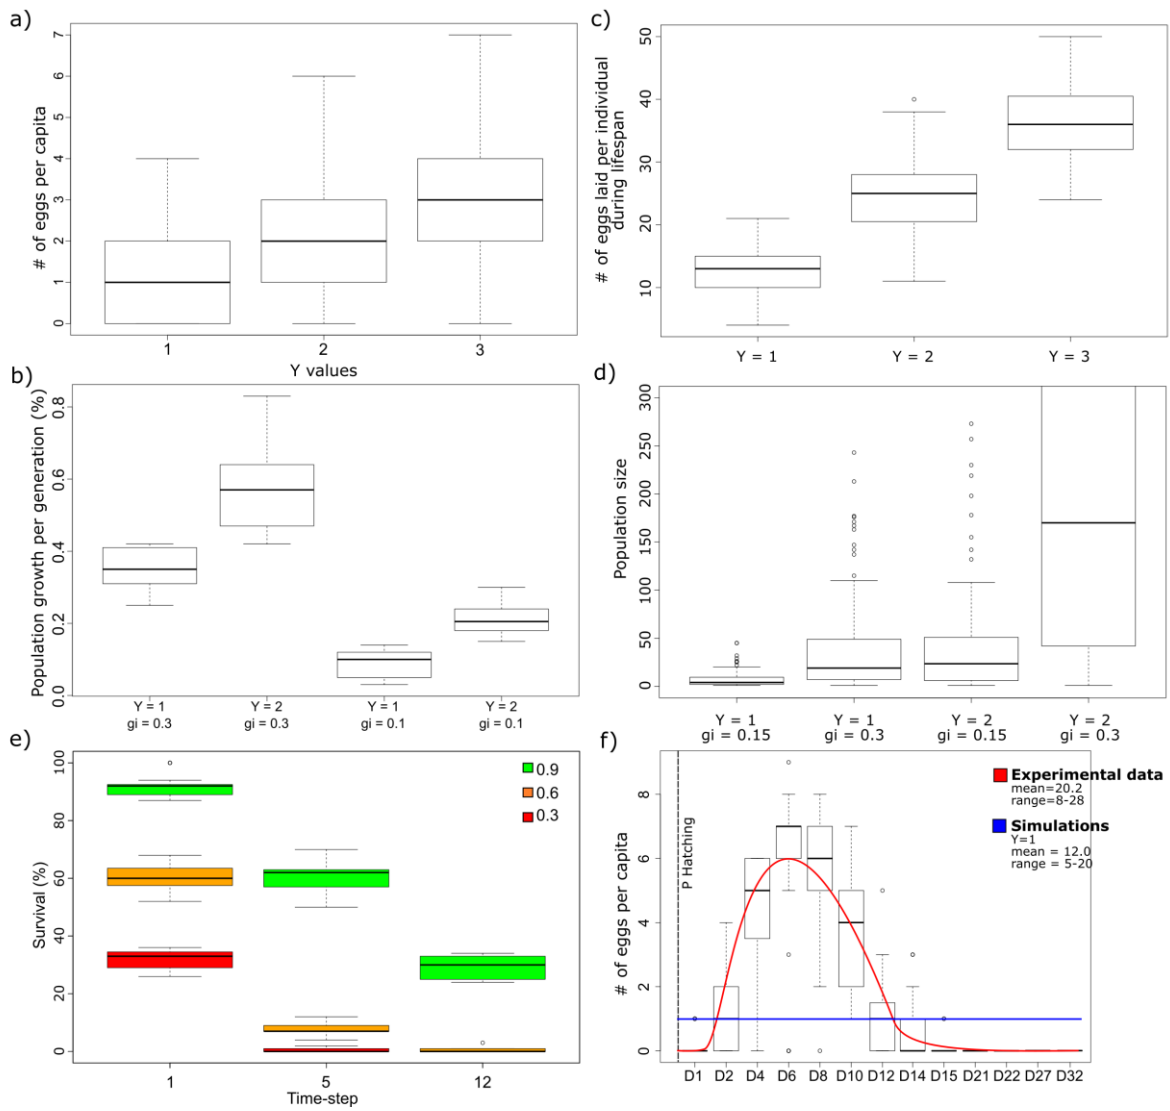 a)
# of eggs per capita
7
6
5
4
3
2
1
0
1 2 3
Y values
c)
# of eggs laid per individual
during lifespan
50
40
30
20
10
Y = 1 Y = 2 Y = 3
b)
Population growth per generation (%)
0.8
0.6
0.4
0.2
0.0
Y = 1 Y = 2 Y = 1 Y = 2
gi = 0.3 gi = 0.3 gi = 0.1 gi = 0.1
d)
Population size
300
250
200
150
100
50
0
Y = 1 Y = 1 Y = 2 Y = 2
gi = 0.15 gi = 0.3 gi = 0.15 gi = 0.3
e)
Survival (%)
100
80
60
40
20
0
0.9
0.6
0.3
1 5 12
Time-step
f)
# of eggs per capita
8
6
4
2
0
P Hatching
Experimental data
mean=20.2
range=8-28
Simulations
Y=1
mean = 12.0
range = 5-20
D1 D2 D4 D6 D8 D10 D12 D14 D15 D21 D22 D27 D32